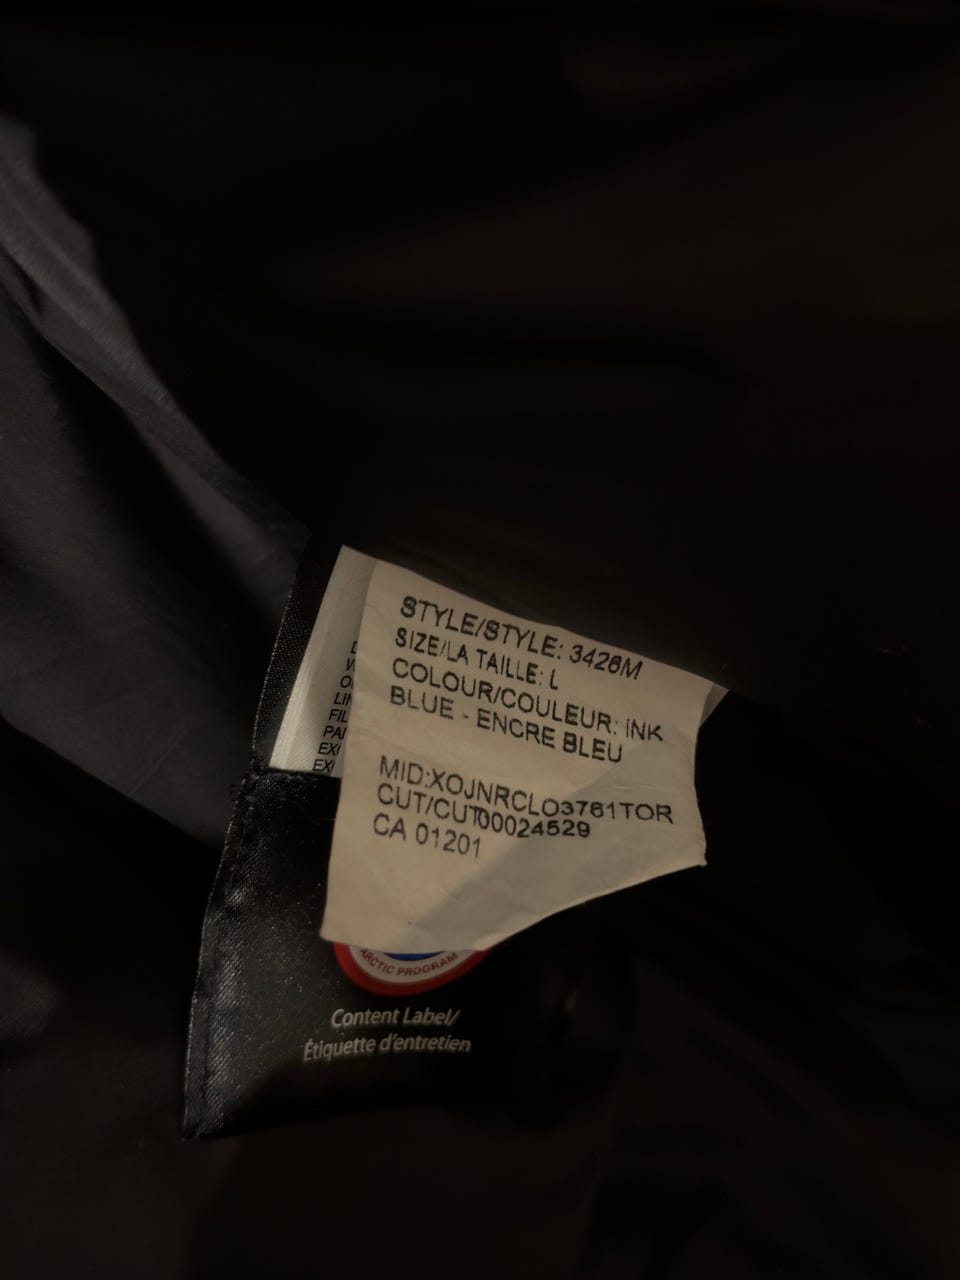 STYLE/STYLE: 3426M
SIZE/LA TAILLE: L
COLOUR/COULEUR: INK
BLUE - ENCRE BLEU
MID:XOJNRCLO3761TOR
CUT/CUT00024529
CA 01201
ARCTIC PROGRAM
Content Label/
Étiquette d'entretien